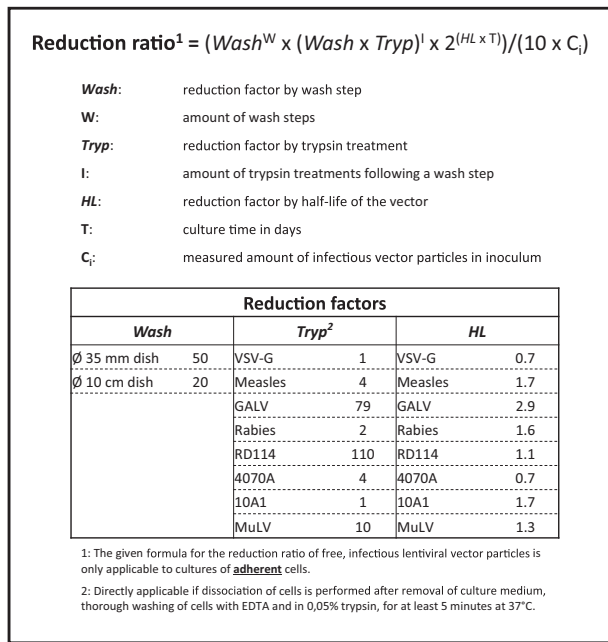 Reduction ratio¹ = (Wash^W x (Wash x Tryp)^I x 2^(HL x T))/(10 x C_i)
Wash: reduction factor by wash step
W: amount of wash steps
Tryp: reduction factor by trypsin treatment
I: amount of trypsin treatments following a wash step
HL: reduction factor by half-life of the vector
T: culture time in days
C_i: measured amount of infectious vector particles in inoculum
Reduction factors
Wash Tryp² HL
Ø 35 mm dish 50 VSV-G 1 VSV-G 0.7
Ø 10 cm dish 20 Measles 4 Measles 1.7
GALV 79 GALV 2.9
Rabies 2 Rabies 1.6
RD114 110 RD114 1.1
4070A 4 4070A 0.7
10A1 1 10A1 1.7
MuLV 10 MuLV 1.3
1: The given formula for the reduction ratio of free, infectious lentiviral vector particles is
only applicable to cultures of adherent cells.
2: Directly applicable if dissociation of cells is performed after removal of culture medium,
thorough washing of cells with EDTA and in 0,05% trypsin, for at least 5 minutes at 37°C.